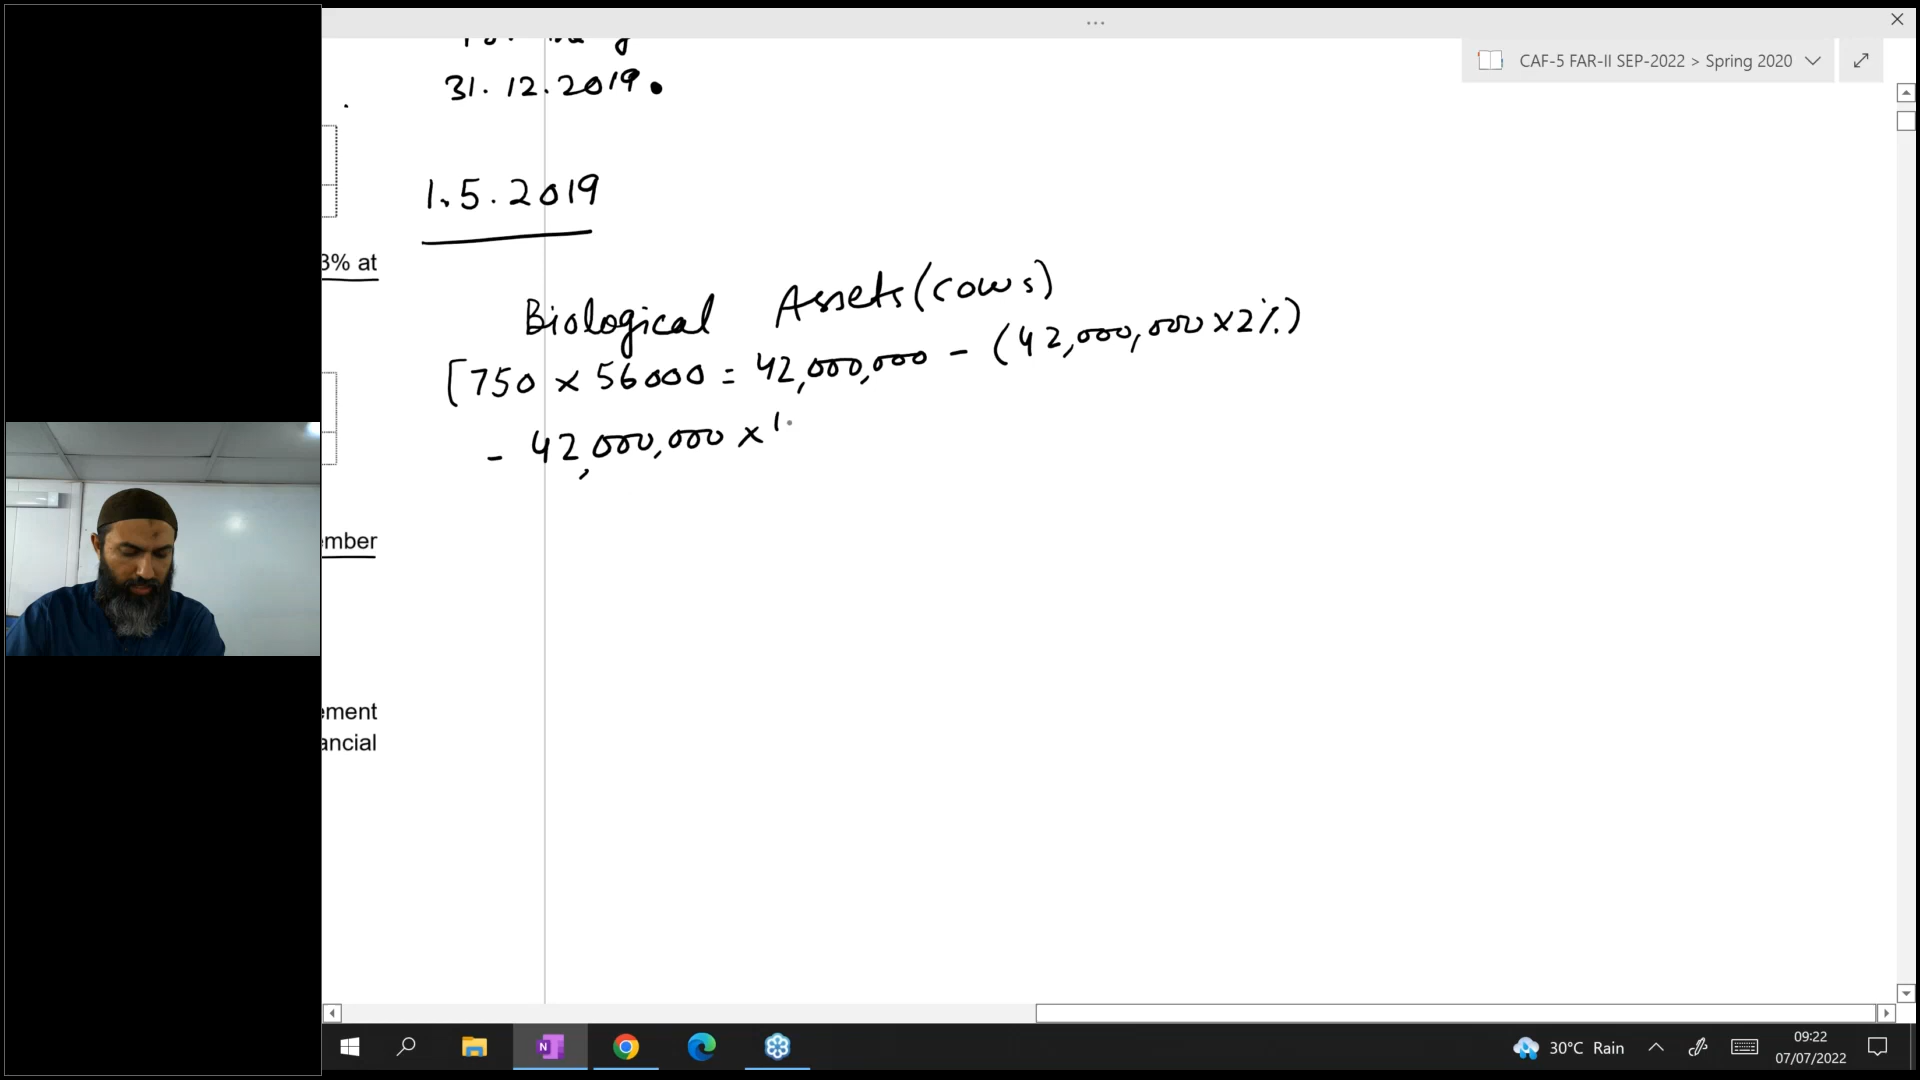 CAF-5 FAR-II SEP-2022 > Spring 2020
31.12.2019.
1.5.2019
3% at
Biological Assets (cows)
[750 x 56000 = 42,000,000 - (42,000,000 x 2%)
- 42,000,000 x 1.
mber
ement
ancial
30°C Rain
09:22
07/07/2022